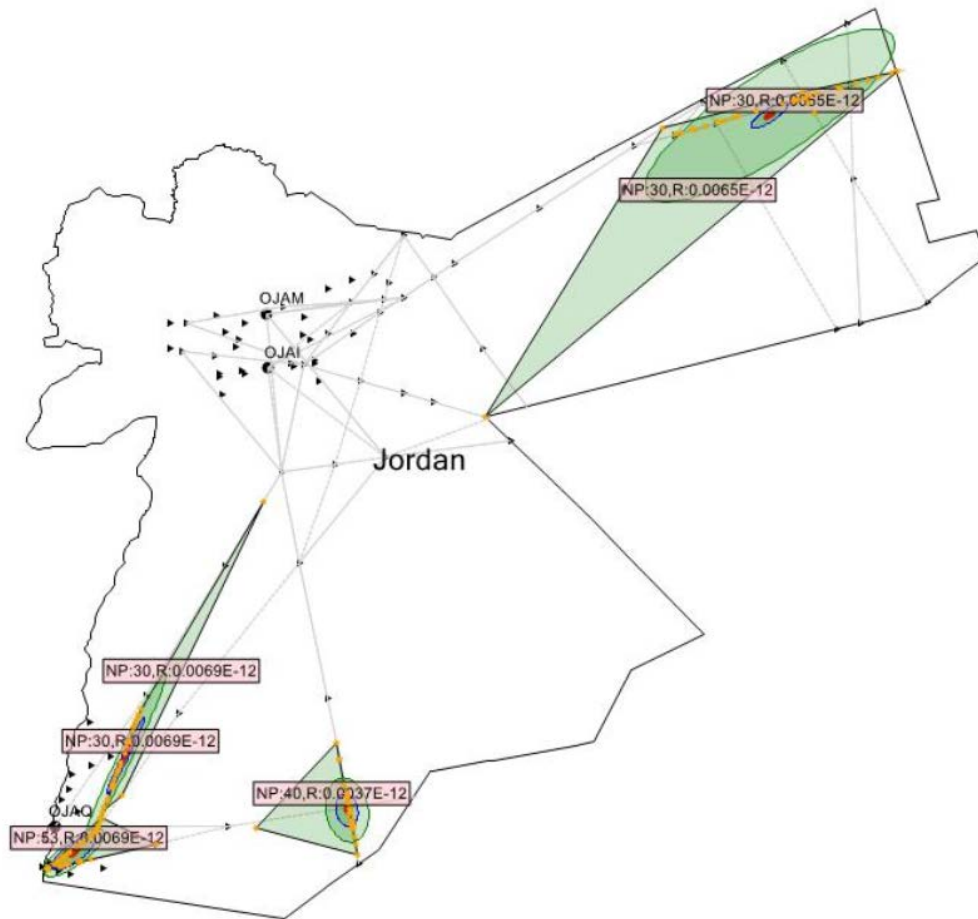 NP:30,R:0.0065E-12
NP:30,R:0.0065E-12
OJAM
OJAI
Jordan
NP:30,R:0.0069E-12
NP:30,R:0.0069E-12
NP:40,R:0.0037E-12
OJAQ
NP:53,R:0.0069E-12